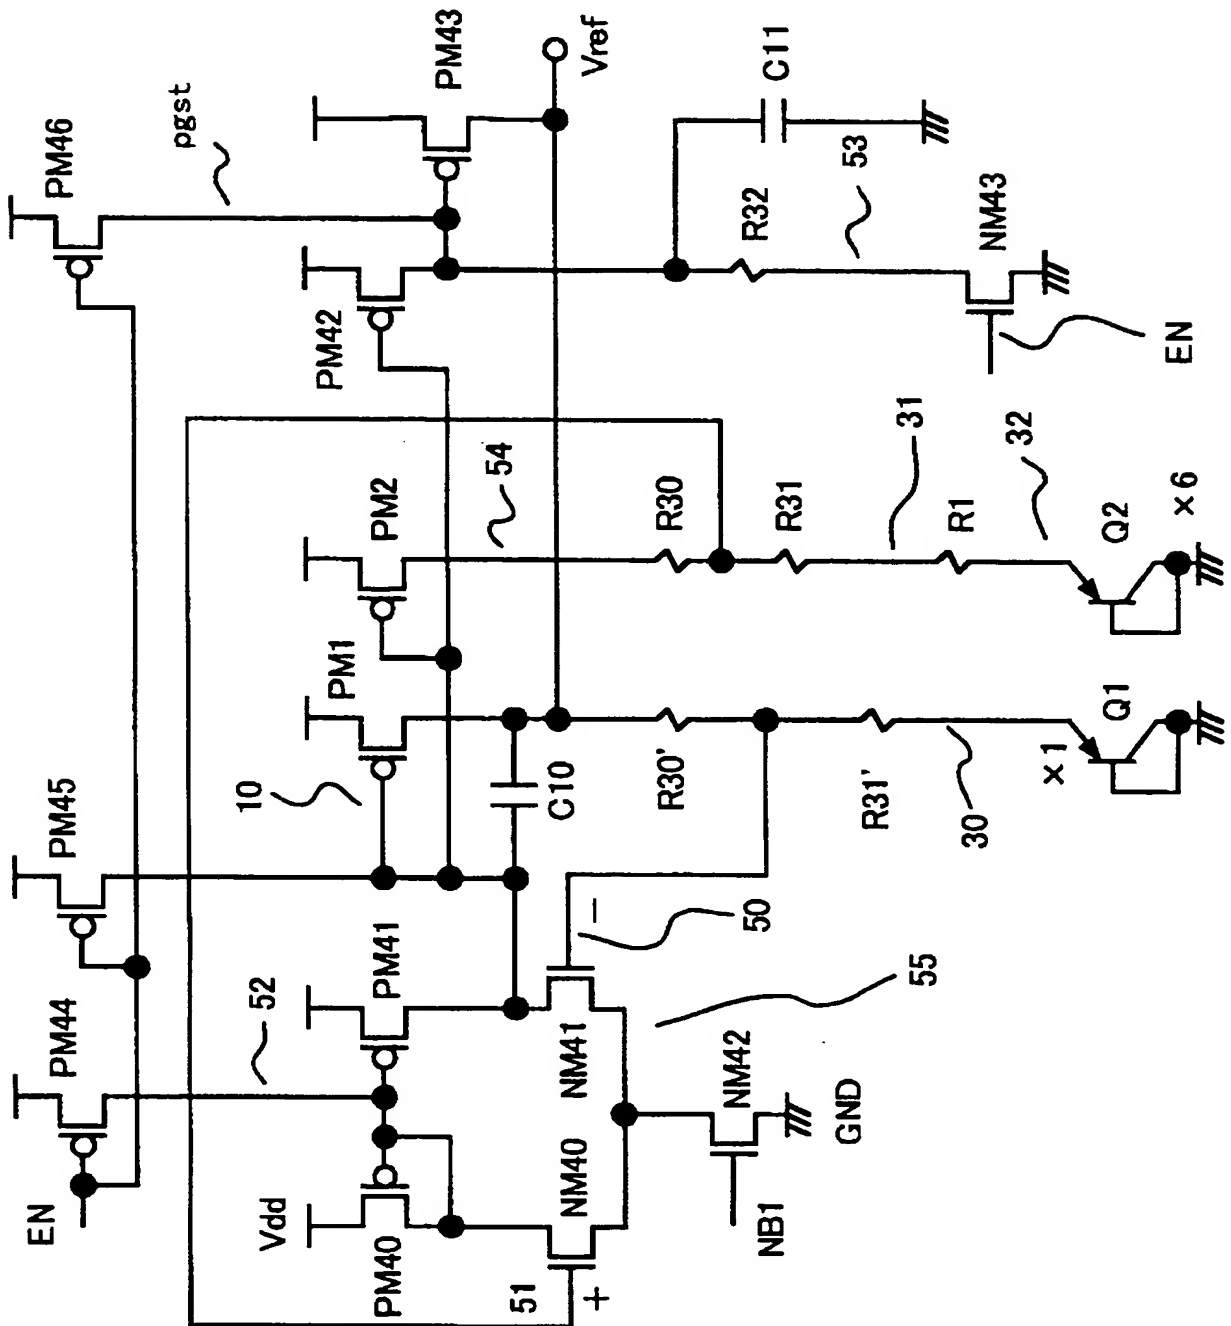 EN
PM44
PM45
PM46
pgst
52
10
Vdd
PM40
PM41
PM1
PM2
54
PM42
PM43
Vref
C10
51
+
NM40
NM41
−
50
55
NB1
NM42
GND
R30'
R31'
30
×1
Q1
R30
R31
31
R1
32
Q2
×6
C11
R32
53
NM43
EN